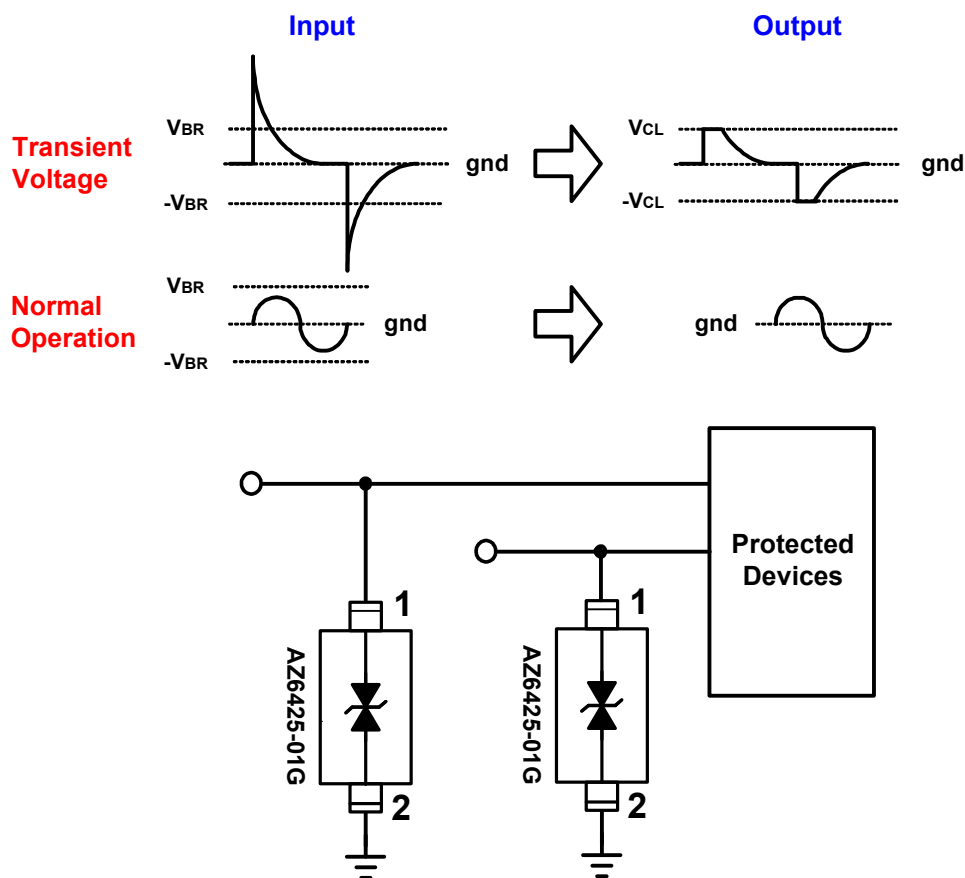 Input
Output
Transient
Voltage
VBR
gnd
-VBR
VCL
gnd
-VCL
Normal
Operation
VBR
gnd
-VBR
gnd
Protected
Devices
1
AZ6425-01G
2
1
AZ6425-01G
2